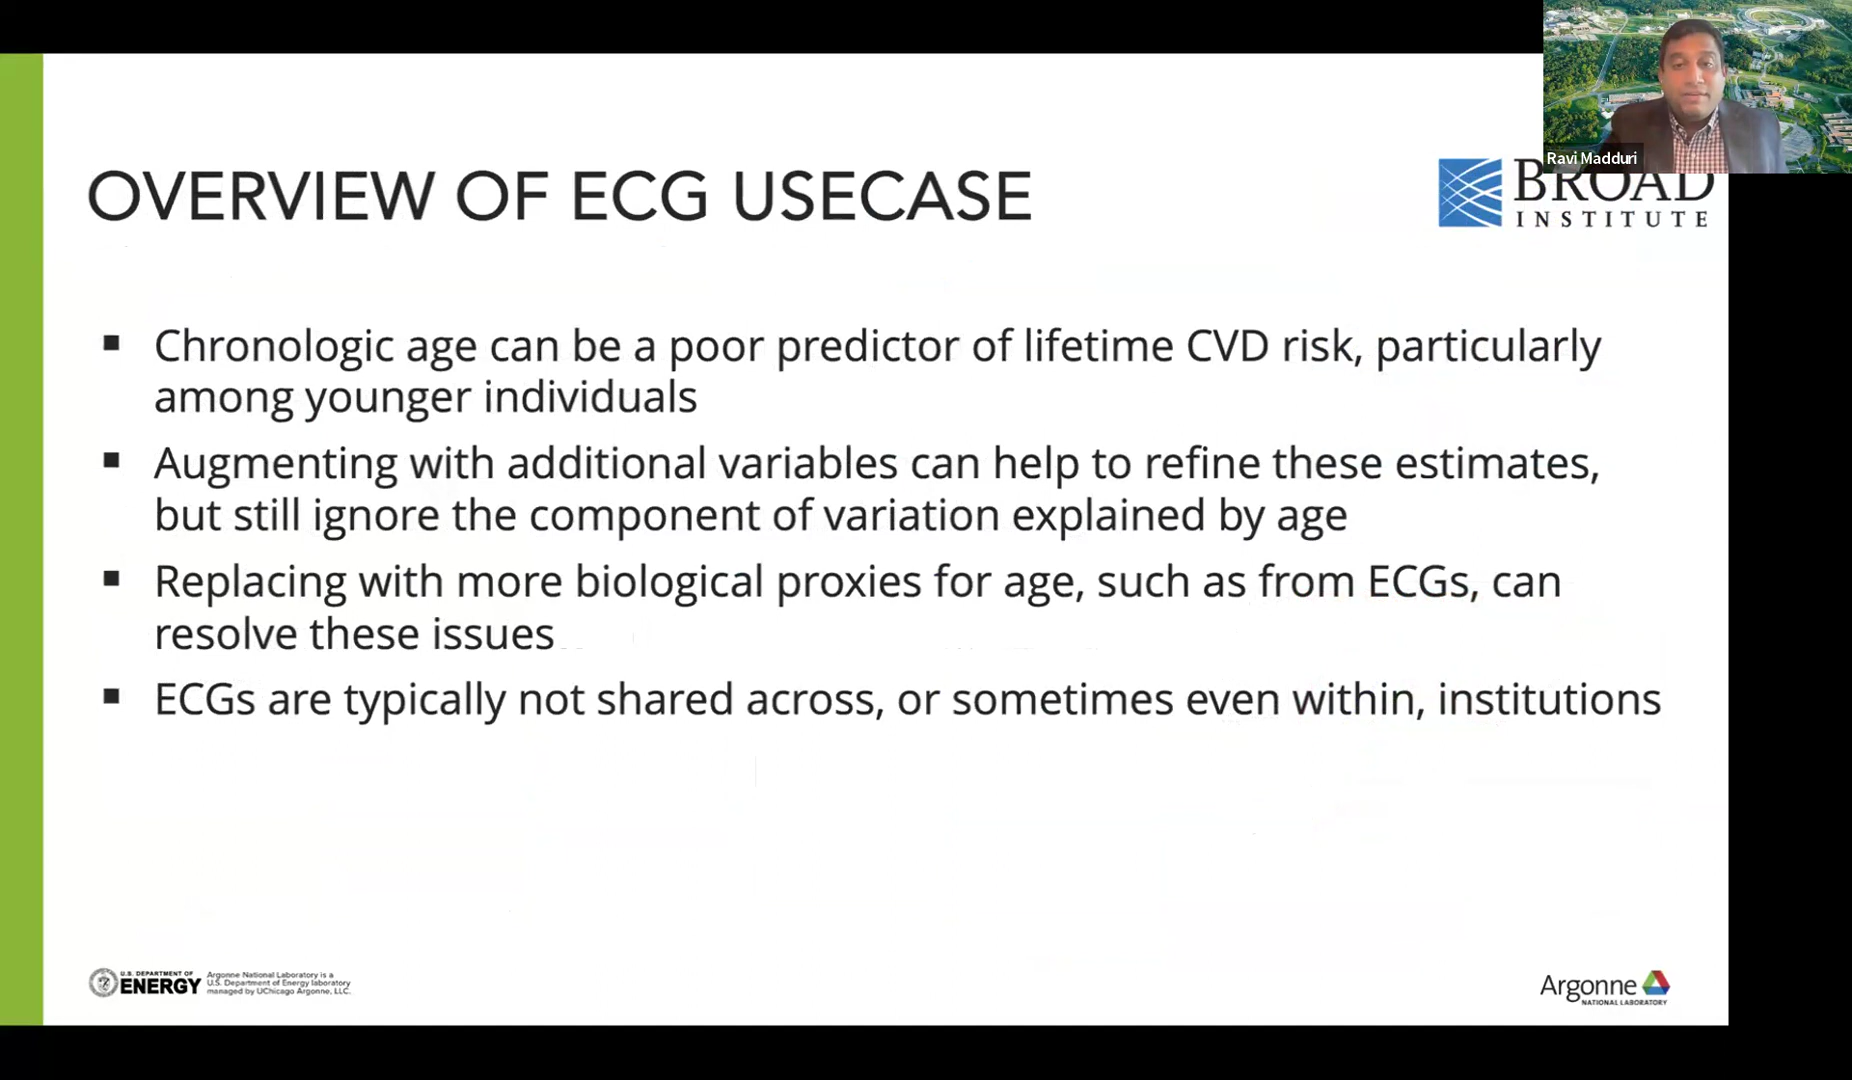 Ravi Madduri
OVERVIEW OF ECG USECASE
BROAD
INSTITUTE
▪ Chronologic age can be a poor predictor of lifetime CVD risk, particularly
among younger individuals
▪ Augmenting with additional variables can help to refine these estimates,
but still ignore the component of variation explained by age
▪ Replacing with more biological proxies for age, such as from ECGs, can
resolve these issues
▪ ECGs are typically not shared across, or sometimes even within, institutions
U.S. DEPARTMENT OF
ENERGY
Argonne National Laboratory is a
U.S. Department of Energy laboratory
managed by UChicago Argonne, LLC.
Argonne
NATIONAL LABORATORY